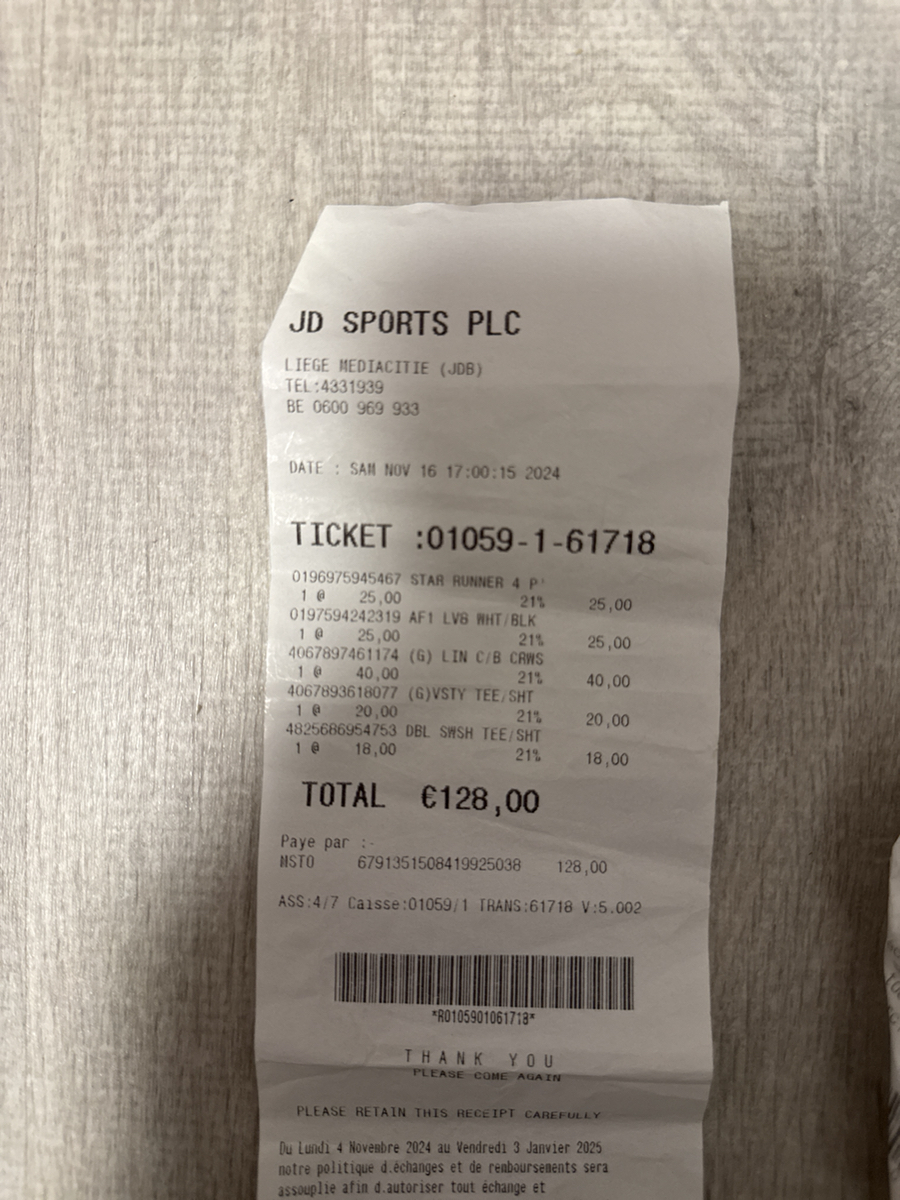 JD SPORTS PLC
LIEGE MEDIACITIE (JDB)
TEL:4331939
BE 0600 969 933
DATE : SAM NOV 16 17:00:15 2024
TICKET :01059-1-61718
0196975945467 STAR RUNNER 4 P'
1 @ 25,00 21% 25,00
0197594242319 AF1 LV8 WHT/BLK
1 @ 25,00 21% 25,00
4067897461174 (G) LIN C/B CRWS
1 @ 40,00 21% 40,00
4067893618077 (G)VSTY TEE/SHT
1 @ 20,00 21% 20,00
4825686954753 DBL SWSH TEE/SHT
1 @ 18,00 21% 18,00
TOTAL €128,00
Paye par :-
MSTO 6791351508419925038 128,00
ASS:4/7 Caisse:01059/1 TRANS:61718 V:5.002
*R0105901061718*
THANK YOU
PLEASE COME AGAIN
PLEASE RETAIN THIS RECEIPT CAREFULLY
Du Lundi 4 Novembre 2024 au Vendredi 3 Janvier 2025
notre politique d.échanges et de remboursements sera
assouplie afin d.autoriser tout échange et